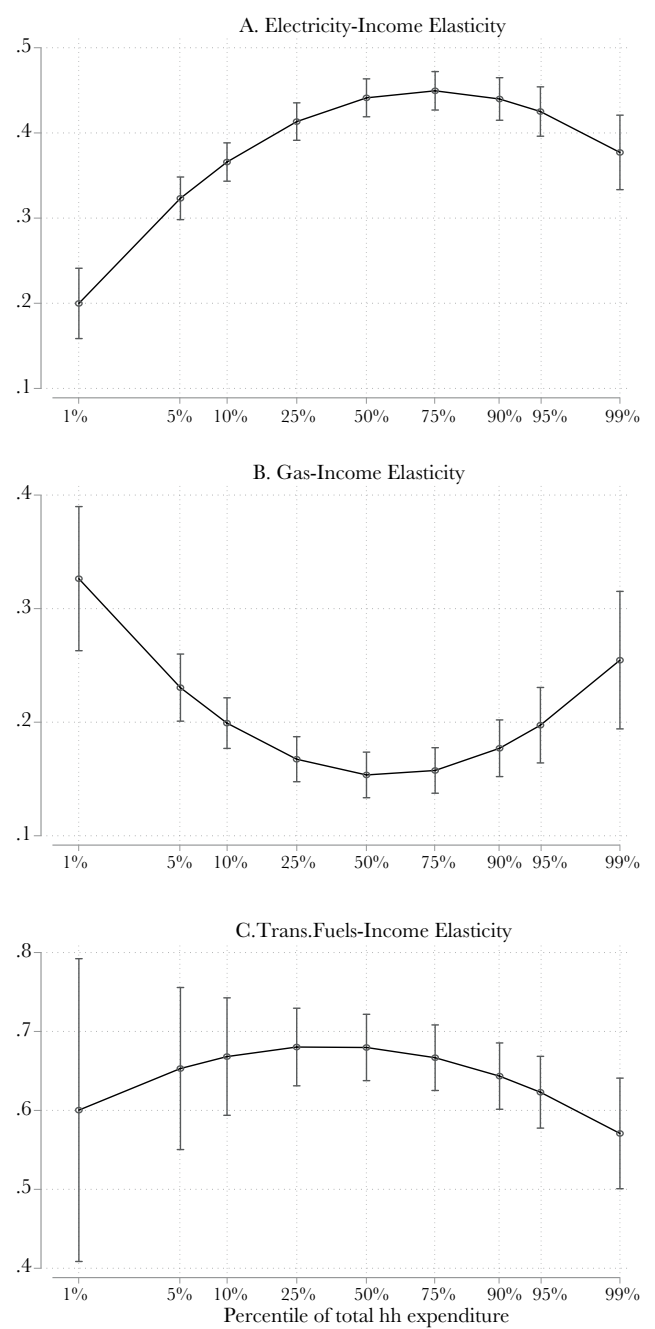 A. Electricity-Income Elasticity
.5
.4
.3
.2
.1
1% 5% 10% 25% 50% 75% 90% 95% 99%
B. Gas-Income Elasticity
.4
.3
.2
.1
1% 5% 10% 25% 50% 75% 90% 95% 99%
C.Trans.Fuels-Income Elasticity
.8
.7
.6
.5
.4
1% 5% 10% 25% 50% 75% 90% 95% 99%
Percentile of total hh expenditure